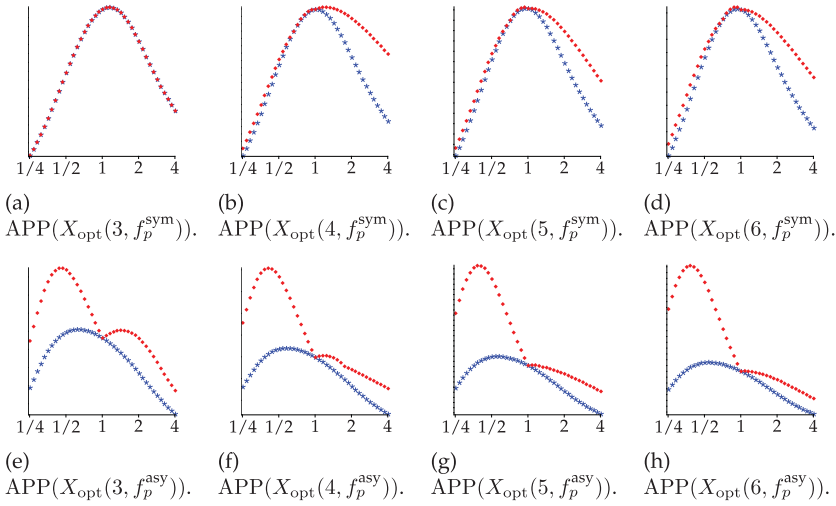 1/4 1/2 1 2 4
1/4 1/2 1 2 4
1/4 1/2 1 2 4
1/4 1/2 1 2 4
(a)
APP(X_opt(3, f_p^sym)).
(b)
APP(X_opt(4, f_p^sym)).
(c)
APP(X_opt(5, f_p^sym)).
(d)
APP(X_opt(6, f_p^sym)).
1/4 1/2 1 2 4
1/4 1/2 1 2 4
1/4 1/2 1 2 4
1/4 1/2 1 2 4
(e)
APP(X_opt(3, f_p^asy)).
(f)
APP(X_opt(4, f_p^asy)).
(g)
APP(X_opt(5, f_p^asy)).
(h)
APP(X_opt(6, f_p^asy)).